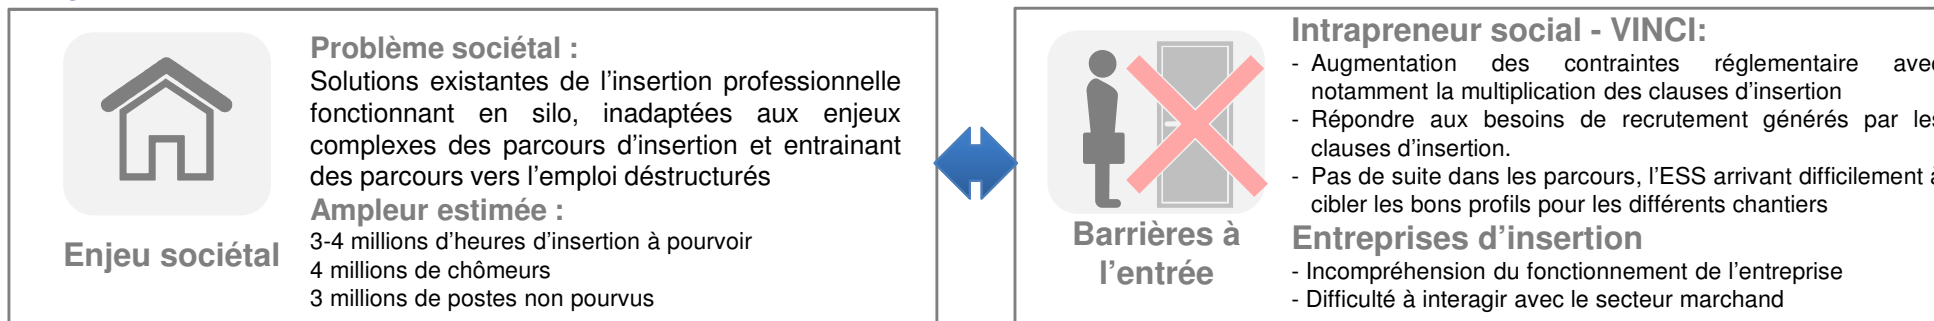 Enjeu sociétal
Problème sociétal :
Solutions existantes de l’insertion professionnelle
fonctionnant en silo, inadaptées aux enjeux
complexes des parcours d’insertion et entrainant
des parcours vers l’emploi déstructurés
Ampleur estimée :
3-4 millions d’heures d’insertion à pourvoir
4 millions de chômeurs
3 millions de postes non pourvus
Barrières à
l’entrée
Intrapreneur social - VINCI:
- Augmentation des contraintes réglementaire avec
notamment la multiplication des clauses d’insertion
- Répondre aux besoins de recrutement générés par les
clauses d’insertion.
- Pas de suite dans les parcours, l’ESS arrivant difficilement à
cibler les bons profils pour les différents chantiers
Entreprises d’insertion
- Incompréhension du fonctionnement de l’entreprise
- Difficulté à interagir avec le secteur marchand